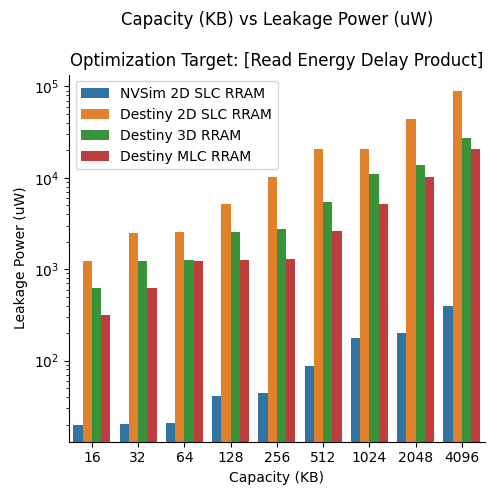 Capacity (KB) vs Leakage Power (uW)
Optimization Target: [Read Energy Delay Product]
NVSim 2D SLC RRAM
Destiny 2D SLC RRAM
Destiny 3D RRAM
Destiny MLC RRAM
10^5
10^4
10^3
10^2
Leakage Power (uW)
16 32 64 128 256 512 1024 2048 4096
Capacity (KB)